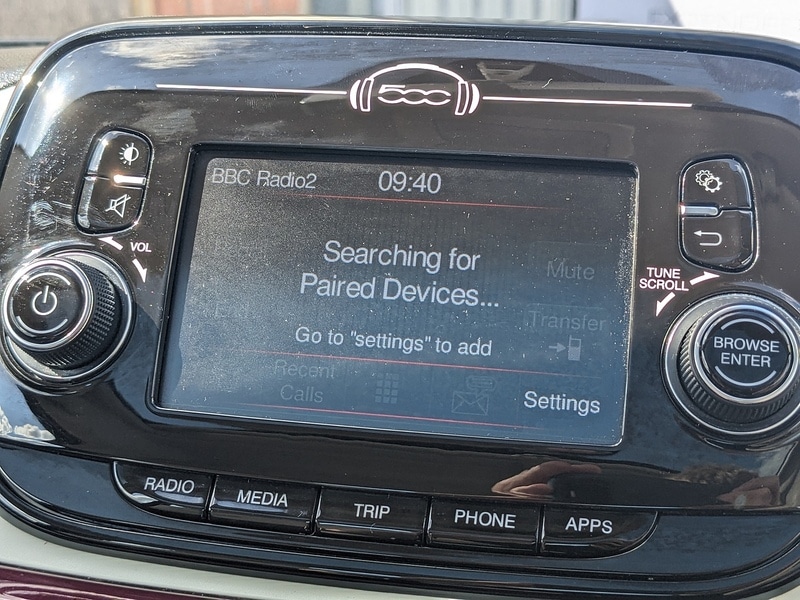 500
BBC Radio2 09:40
VOL
Searching for
Paired Devices...
Mute
TUNE
SCROLL
Transfer
Go to "settings" to add
BROWSE
ENTER
Recent
Calls
Settings
RADIO MEDIA TRIP PHONE APPS